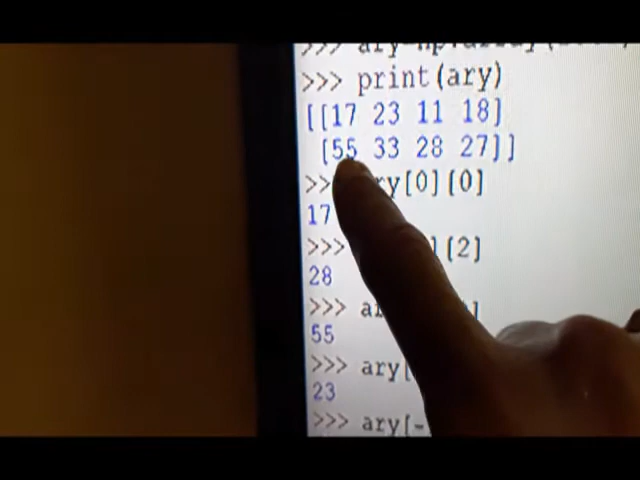 >>> ary
>>> print(ary)
[[17 23 11 18]
[55 33 28 27]]
>> ry[0][0]
17
>>> [2]
28
>>> a ]
55
>>> ary[
23
>>> ary[-